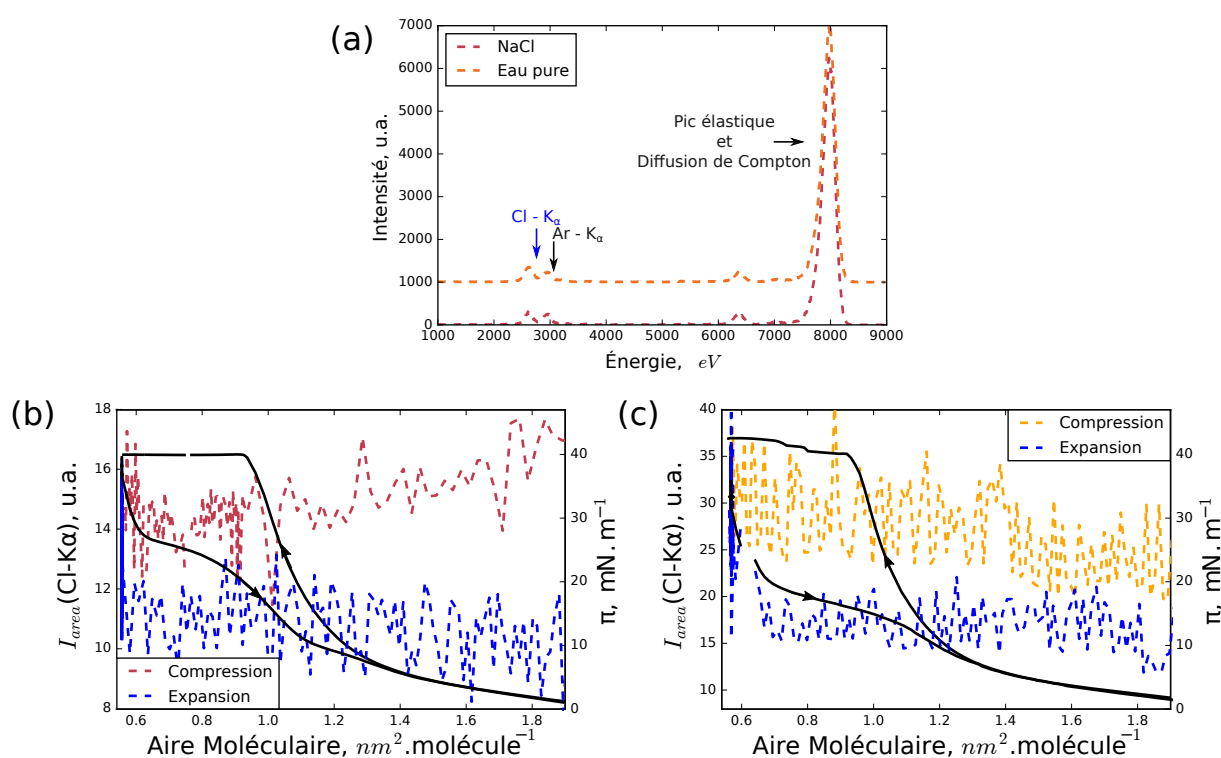 (a)
7000
6000
5000
4000
3000
2000
1000
0
Intensité, u.a.
NaCl
Eau pure
Pic élastique
et
Diffusion de Compton
Cl - Kα
Ar - Kα
1000 2000 3000 4000 5000 6000 7000 8000 9000
Énergie, eV
(b)
18
16
14
12
10
8
I_area(Cl-Kα), u.a.
40
30
20
10
0
π, mN. m⁻¹
Compression
Expansion
0.6 0.8 1.0 1.2 1.4 1.6 1.8
Aire Moléculaire, nm².molécule⁻¹
(c)
40
35
30
25
20
15
10
I_area(Cl-Kα), u.a.
Compression
Expansion
40
30
20
10
0
π, mN. m⁻¹
0.6 0.8 1.0 1.2 1.4 1.6 1.8
Aire Moléculaire, nm².molécule⁻¹